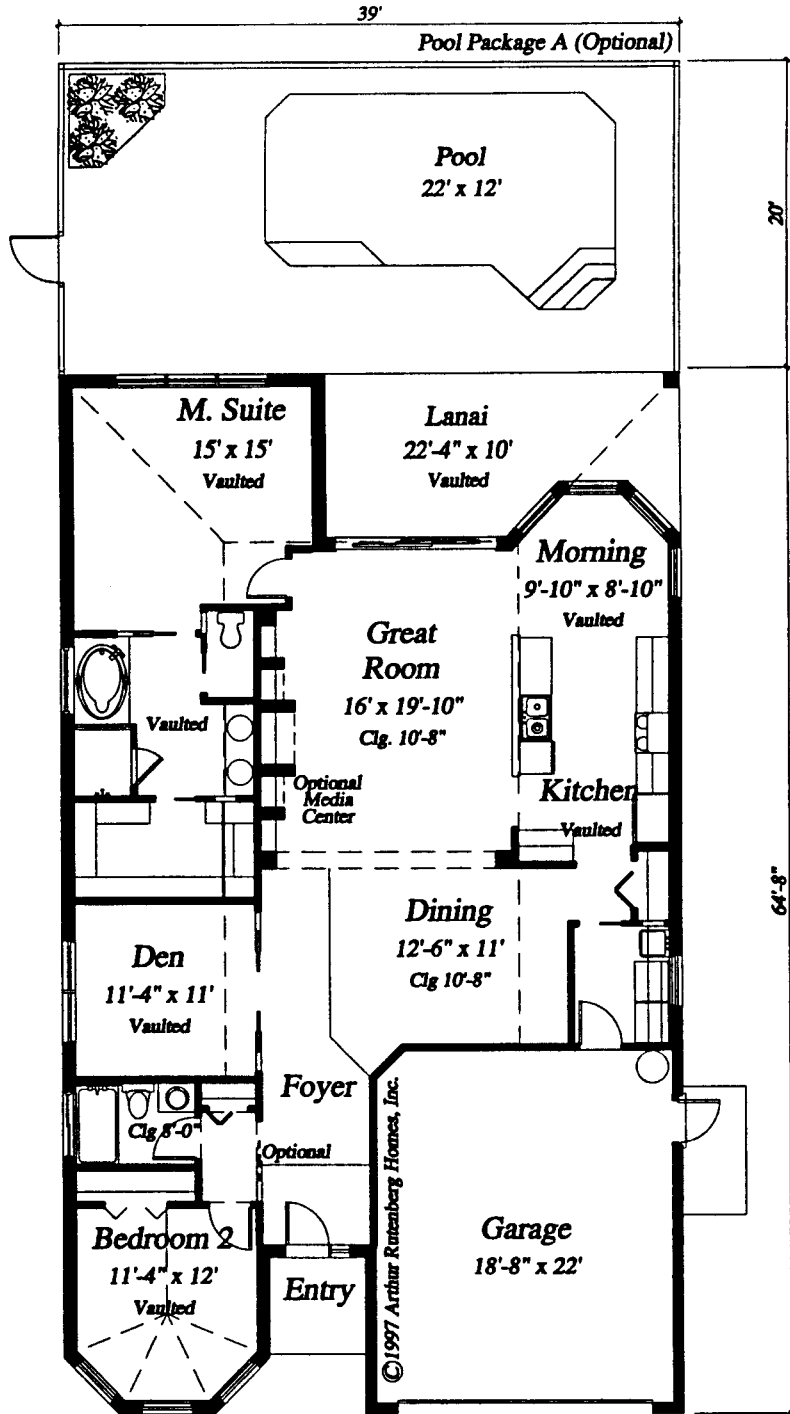 39'
Pool Package A (Optional)
Pool
22' x 12'
20'
M. Suite
15' x 15'
Vaulted
Lanai
22'-4" x 10'
Vaulted
Morning
9'-10" x 8'-10"
Vaulted
Great
Room
16' x 19'-10"
Clg. 10'-8"
Vaulted
Optional
Media
Center
Kitchen
Vaulted
64'-8"
Dining
12'-6" x 11'
Clg 10'-8"
Den
11'-4" x 11'
Vaulted
Foyer
Clg 8'-0"
Optional
©1997 Arthur Rutenberg Homes, Inc.
Bedroom 2
11'-4" x 12'
Vaulted
Entry
Garage
18'-8" x 22'